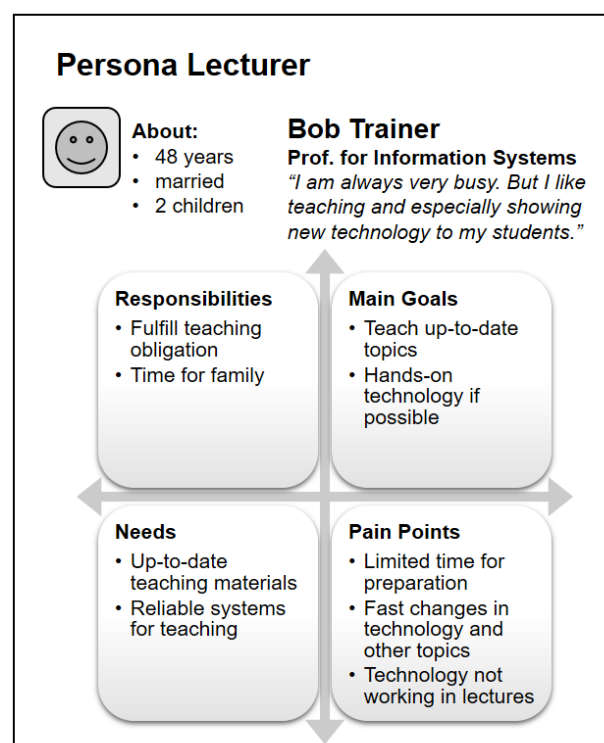 Persona Lecturer
About:
• 48 years
• married
• 2 children
Bob Trainer
Prof. for Information Systems
“I am always very busy. But I like
teaching and especially showing
new technology to my students.”
Responsibilities
• Fulfill teaching
obligation
• Time for family
Main Goals
• Teach up-to-date
topics
• Hands-on
technology if
possible
Needs
• Up-to-date
teaching materials
• Reliable systems
for teaching
Pain Points
• Limited time for
preparation
• Fast changes in
technology and
other topics
• Technology not
working in lectures